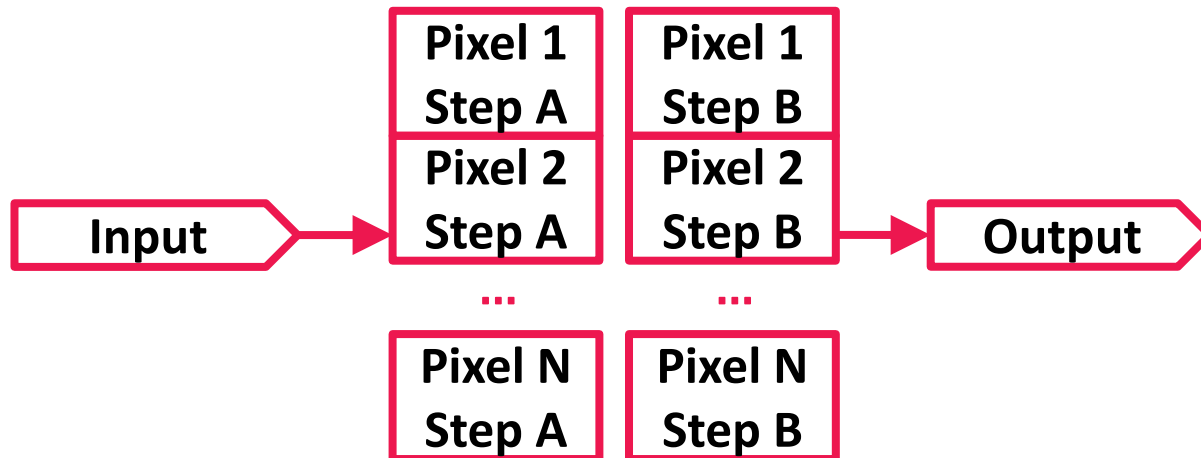 Pixel 1
Step A
Pixel 1
Step B
Pixel 2
Step A
Pixel 2
Step B
Input
Output
...
...
Pixel N
Step A
Pixel N
Step B